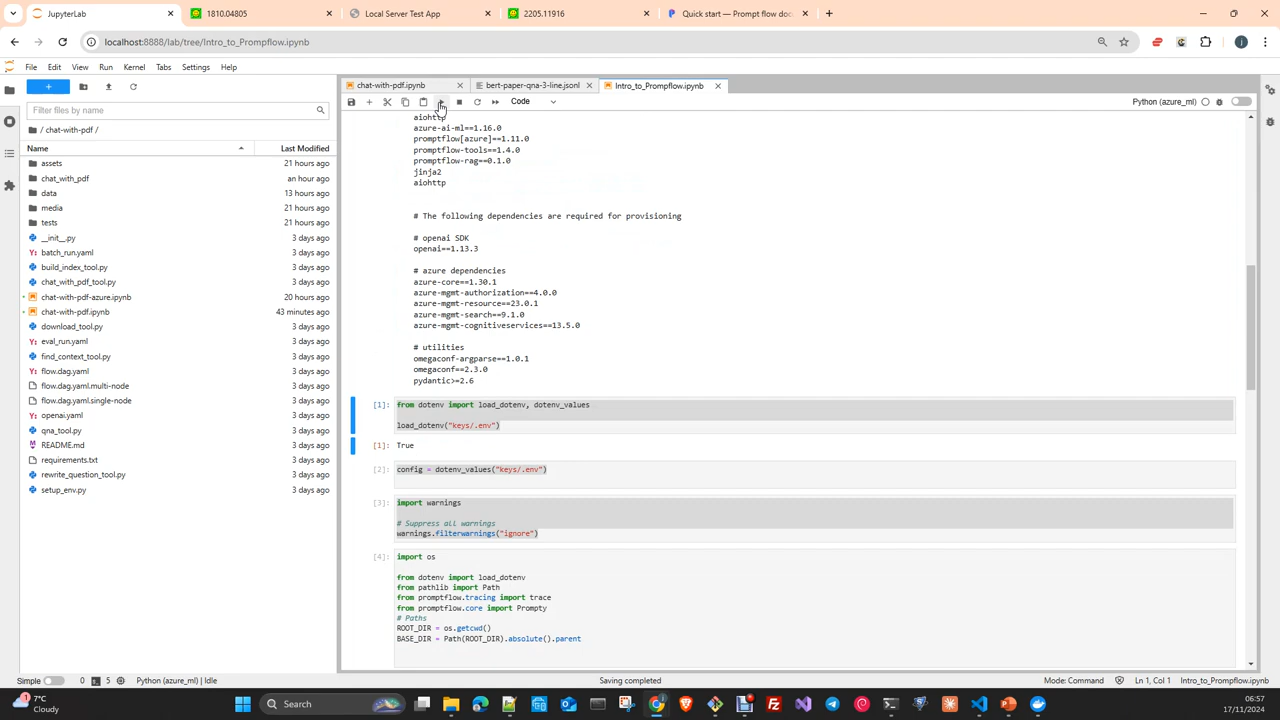 JupyterLab
1810.04805
Local Server Test App
2205.11916
Quick start — Prompt flow doc
localhost:8888/lab/tree/Intro_to_Prompflow.ipynb
File Edit View Run Kernel Tabs Settings Help
chat-with-pdf.ipynb
bert-paper-qna-3-line.jsonl
Intro_to_Prompflow.ipynb
Code
Python (azure_ml)
Filter files by name
/ chat-with-pdf /
Name Last Modified
assets 21 hours ago
chat_with_pdf an hour ago
data 13 hours ago
media 21 hours ago
tests 21 hours ago
__init__.py 3 days ago
batch_run.yaml 3 days ago
build_index_tool.py 3 days ago
chat_with_pdf_tool.py 3 days ago
chat-with-pdf-azure.ipynb 20 hours ago
chat-with-pdf.ipynb 43 minutes ago
download_tool.py 3 days ago
eval_run.yaml 3 days ago
find_context_tool.py 3 days ago
flow.dag.yaml 3 days ago
flow.dag.yaml.multi-node 3 days ago
flow.dag.yaml.single-node 3 days ago
openai.yaml 3 days ago
qna_tool.py 3 days ago
README.md 3 days ago
requirements.txt 3 days ago
rewrite_question_tool.py 3 days ago
setup_env.py 3 days ago
aiohttp
azure-ai-ml==1.16.0
promptflow[azure]==1.11.0
promptflow-tools==1.4.0
promptflow-rag==0.1.0
jinja2
aiohttp
# The following dependencies are required for provisioning
# openai SDK
openai==1.13.3
# azure dependencies
azure-core==1.30.1
azure-mgmt-authorization==4.0.0
azure-mgmt-resource==23.0.1
azure-mgmt-search==9.1.0
azure-mgmt-cognitiveservices==13.5.0
# utilities
omegaconf-argparse==1.0.1
omegaconf==2.3.0
pydantic>=2.6
[1]: from dotenv import load_dotenv, dotenv_values
load_dotenv("keys/.env")
[1]: True
[2]: config = dotenv_values("keys/.env")
[3]: import warnings
# Suppress all warnings
warnings.filterwarnings("ignore")
[4]: import os
from dotenv import load_dotenv
from pathlib import Path
from promptflow.tracing import trace
from promptflow.core import Prompty
# Paths
ROOT_DIR = os.getcwd()
BASE_DIR = Path(ROOT_DIR).absolute().parent
Simple 0 5 Python (azure_ml) | Idle
Saving completed
Mode: Command Ln 1, Col 1 Intro_to_Prompflow.ipynb
7°C
Cloudy
Search
06:57
17/11/2024